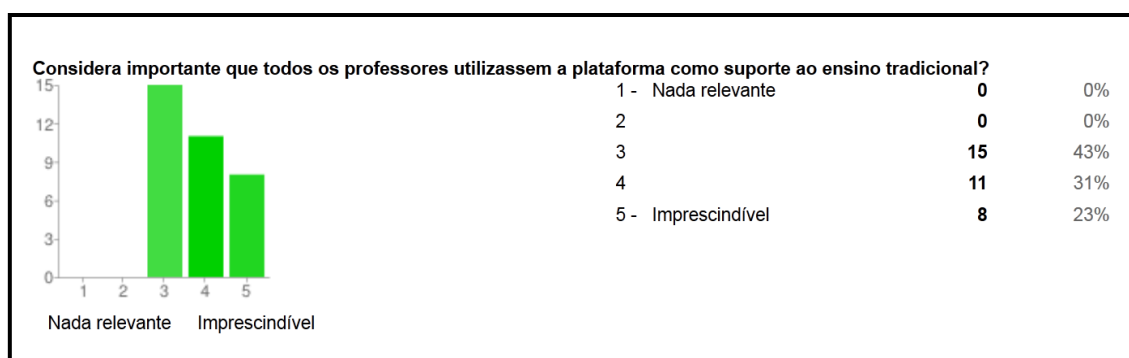 Considera importante que todos os professores utilizassem a plataforma como suporte ao ensino tradicional?
1 - Nada relevante 0 0%
2 0 0%
3 15 43%
4 11 31%
5 - Imprescindível 8 23%
15
12
9
6
3
0
1 2 3 4 5
Nada relevante Imprescindível